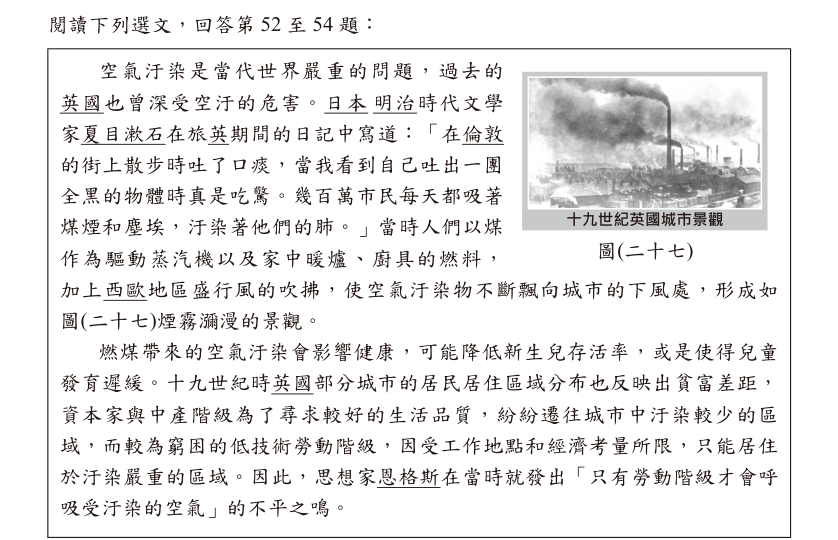 閱讀下列選文，回答第 52 至 54 題：
空氣汙染是當代世界嚴重的問題，過去的
英國也曾深受空汙的危害。日本 明治時代文學
家夏目漱石在旅英期間的日記中寫道：「在倫敦
的街上散步時吐了口痰，當我看到自己吐出一團
全黑的物體時真是吃驚。幾百萬市民每天都吸著
煤煙和塵埃，汙染著他們的肺。」當時人們以煤
作為驅動蒸汽機以及家中暖爐、廚具的燃料，
十九世紀英國城市景觀
圖(二十七)
加上西歐地區盛行風的吹拂，使空氣汙染物不斷飄向城市的下風處，形成如
圖(二十七)煙霧瀰漫的景觀。
燃煤帶來的空氣汙染會影響健康，可能降低新生兒存活率，或是使得兒童
發育遲緩。十九世紀時英國部分城市的居民居住區域分布也反映出貧富差距，
資本家與中產階級為了尋求較好的生活品質，紛紛遷往城市中汙染較少的區
域，而較為窮困的低技術勞動階級，因受工作地點和經濟考量所限，只能居住
於汙染嚴重的區域。因此，思想家恩格斯在當時就發出「只有勞動階級才會呼
吸受汙染的空氣」的不平之鳴。